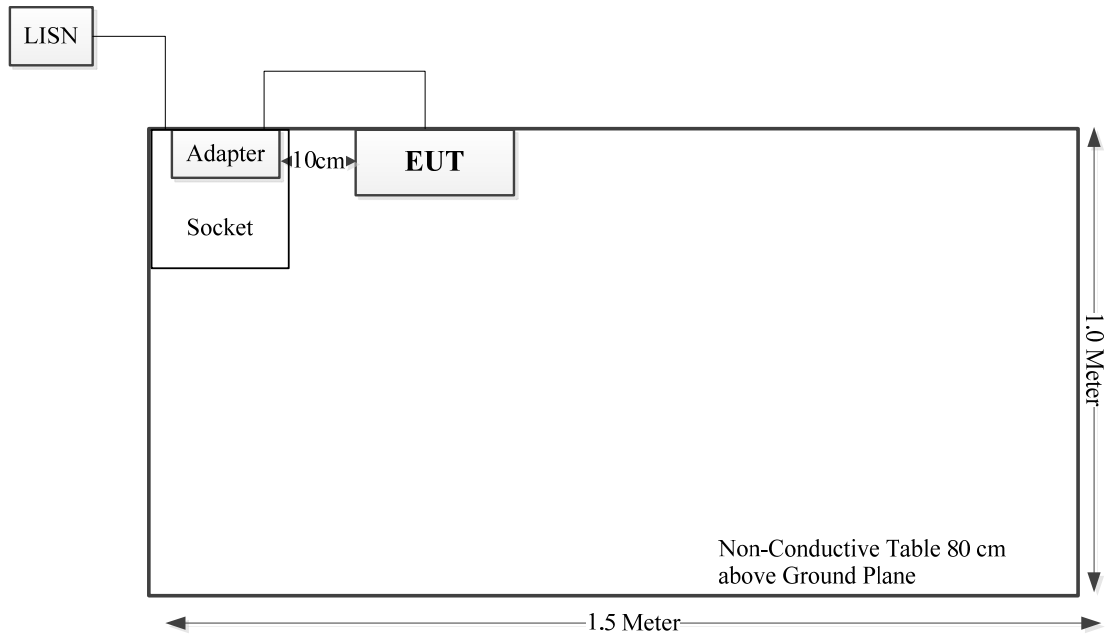 LISN
Adapter
10cm
EUT
Socket
1.0 Meter
Non-Conductive Table 80 cm
above Ground Plane
1.5 Meter